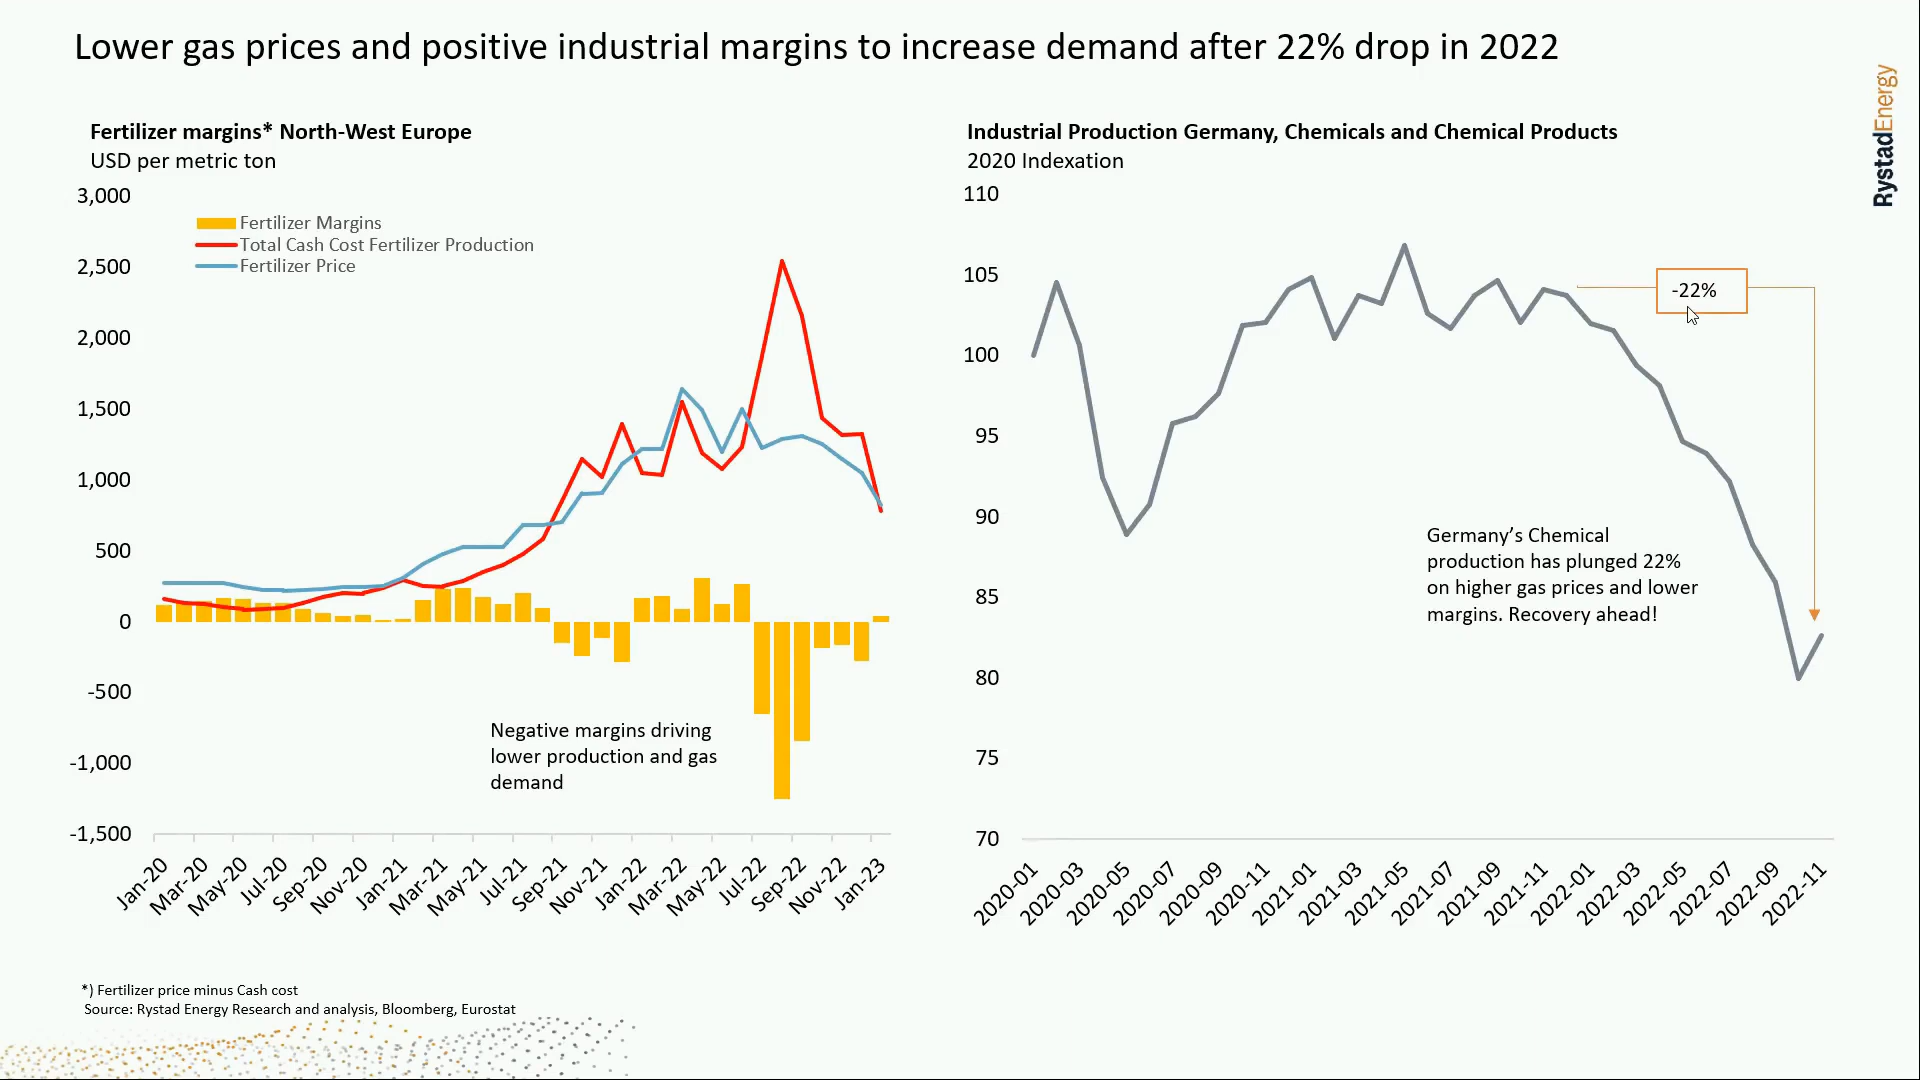 Lower gas prices and positive industrial margins to increase demand after 22% drop in 2022
RystadEnergy
Fertilizer margins* North-West Europe
USD per metric ton
3,000
2,500
2,000
1,500
1,000
500
0
-500
-1,000
-1,500
Fertilizer Margins
Total Cash Cost Fertilizer Production
Fertilizer Price
Negative margins driving
lower production and gas
demand
Jan-20
Mar-20
May-20
Jul-20
Sep-20
Nov-20
Jan-21
Mar-21
May-21
Jul-21
Sep-21
Nov-21
Jan-22
Mar-22
May-22
Jul-22
Sep-22
Nov-22
Jan-23
Industrial Production Germany, Chemicals and Chemical Products
2020 Indexation
110
105
100
95
90
85
80
75
70
-22%
Germany’s Chemical
production has plunged 22%
on higher gas prices and lower
margins. Recovery ahead!
2020-01
2020-03
2020-05
2020-07
2020-09
2020-11
2021-01
2021-03
2021-05
2021-07
2021-09
2021-11
2022-01
2022-03
2022-05
2022-07
2022-09
2022-11
*) Fertilizer price minus Cash cost
Source: Rystad Energy Research and analysis, Bloomberg, Eurostat